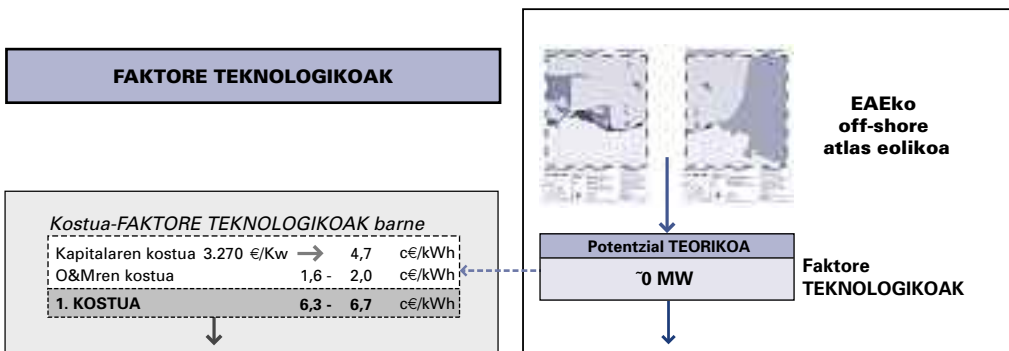 FAKTORE TEKNOLOGIKOAK
EAEko
off-shore
atlas eolikoa
Kostua-FAKTORE TEKNOLOGIKOAK barne
Kapitalaren kostua 3.270 €/Kw → 4,7 c€/kWh
O&Mren kostua 1,6 - 2,0 c€/kWh
1. KOSTUA 6,3 - 6,7 c€/kWh
Potentzial TEORIKOA
~0 MW
Faktore
TEKNOLOGIKOAK